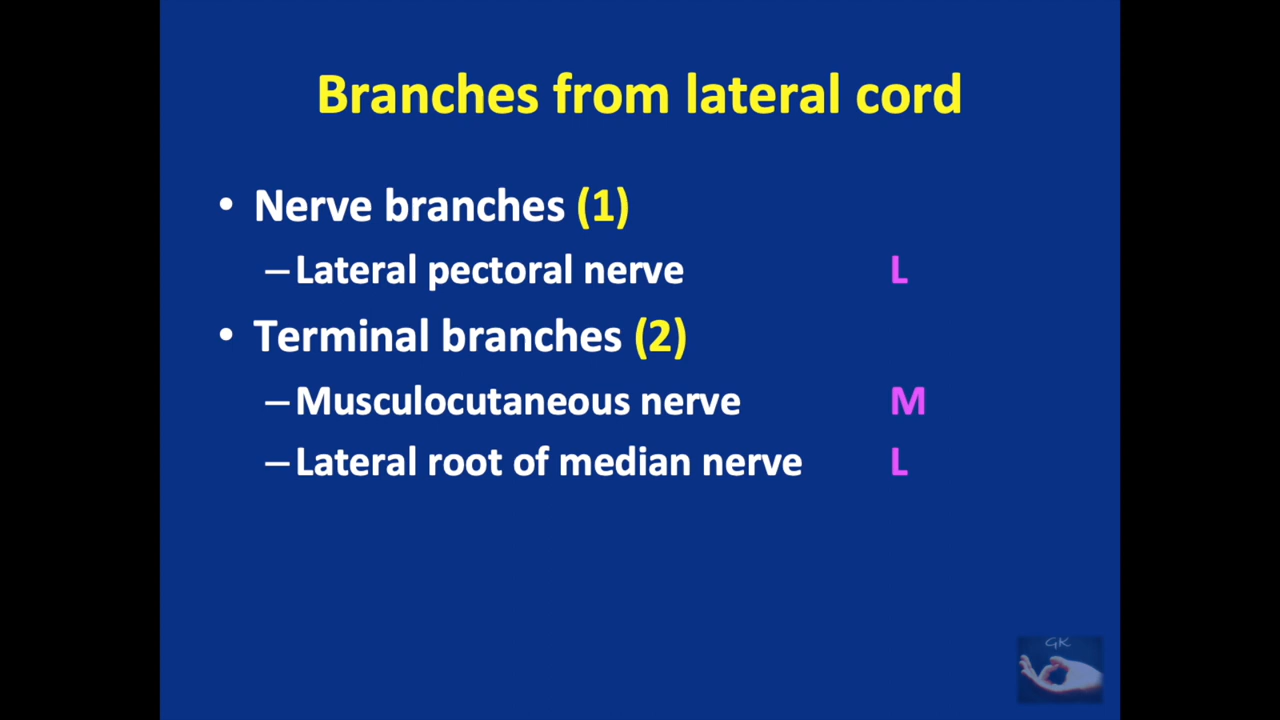 Branches from lateral cord
• Nerve branches (1)
– Lateral pectoral nerve L
• Terminal branches (2)
– Musculocutaneous nerve M
– Lateral root of median nerve L
GK